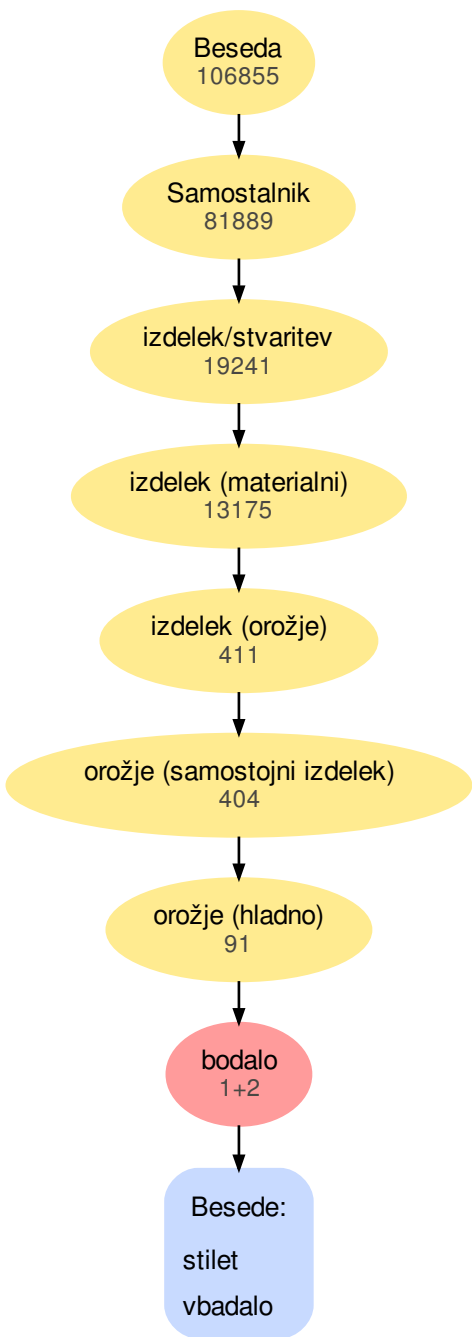 Beseda
106855
Samostalnik
81889
izdelek/stvaritev
19241
izdelek (materialni)
13175
izdelek (orožje)
411
orožje (samostojni izdelek)
404
orožje (hladno)
91
bodalo
1+2
Besede:
stilet
vbadalo